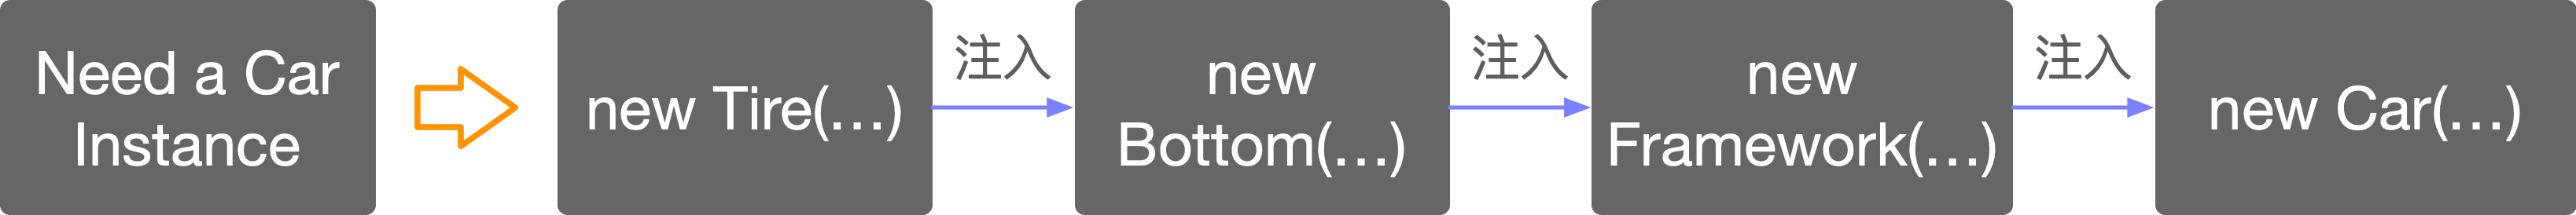 Need a Car
Instance
new Tire(…)
注入
new
Bottom(…)
注入
new
Framework(…)
注入
new Car(…)